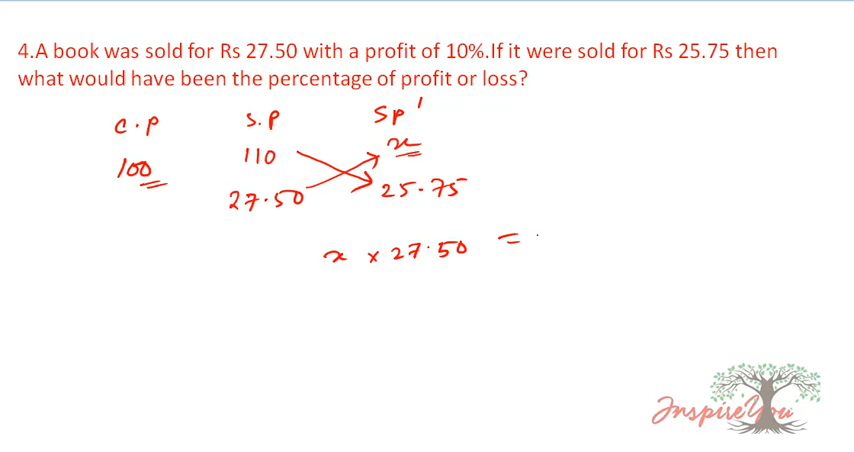 4.A book was sold for Rs 27.50 with a profit of 10%.If it were sold for Rs 25.75 then
what would have been the percentage of profit or loss?
C.P S.P SP'
100 110 x
27.50 25.75
x × 27.50 =
InspireYou